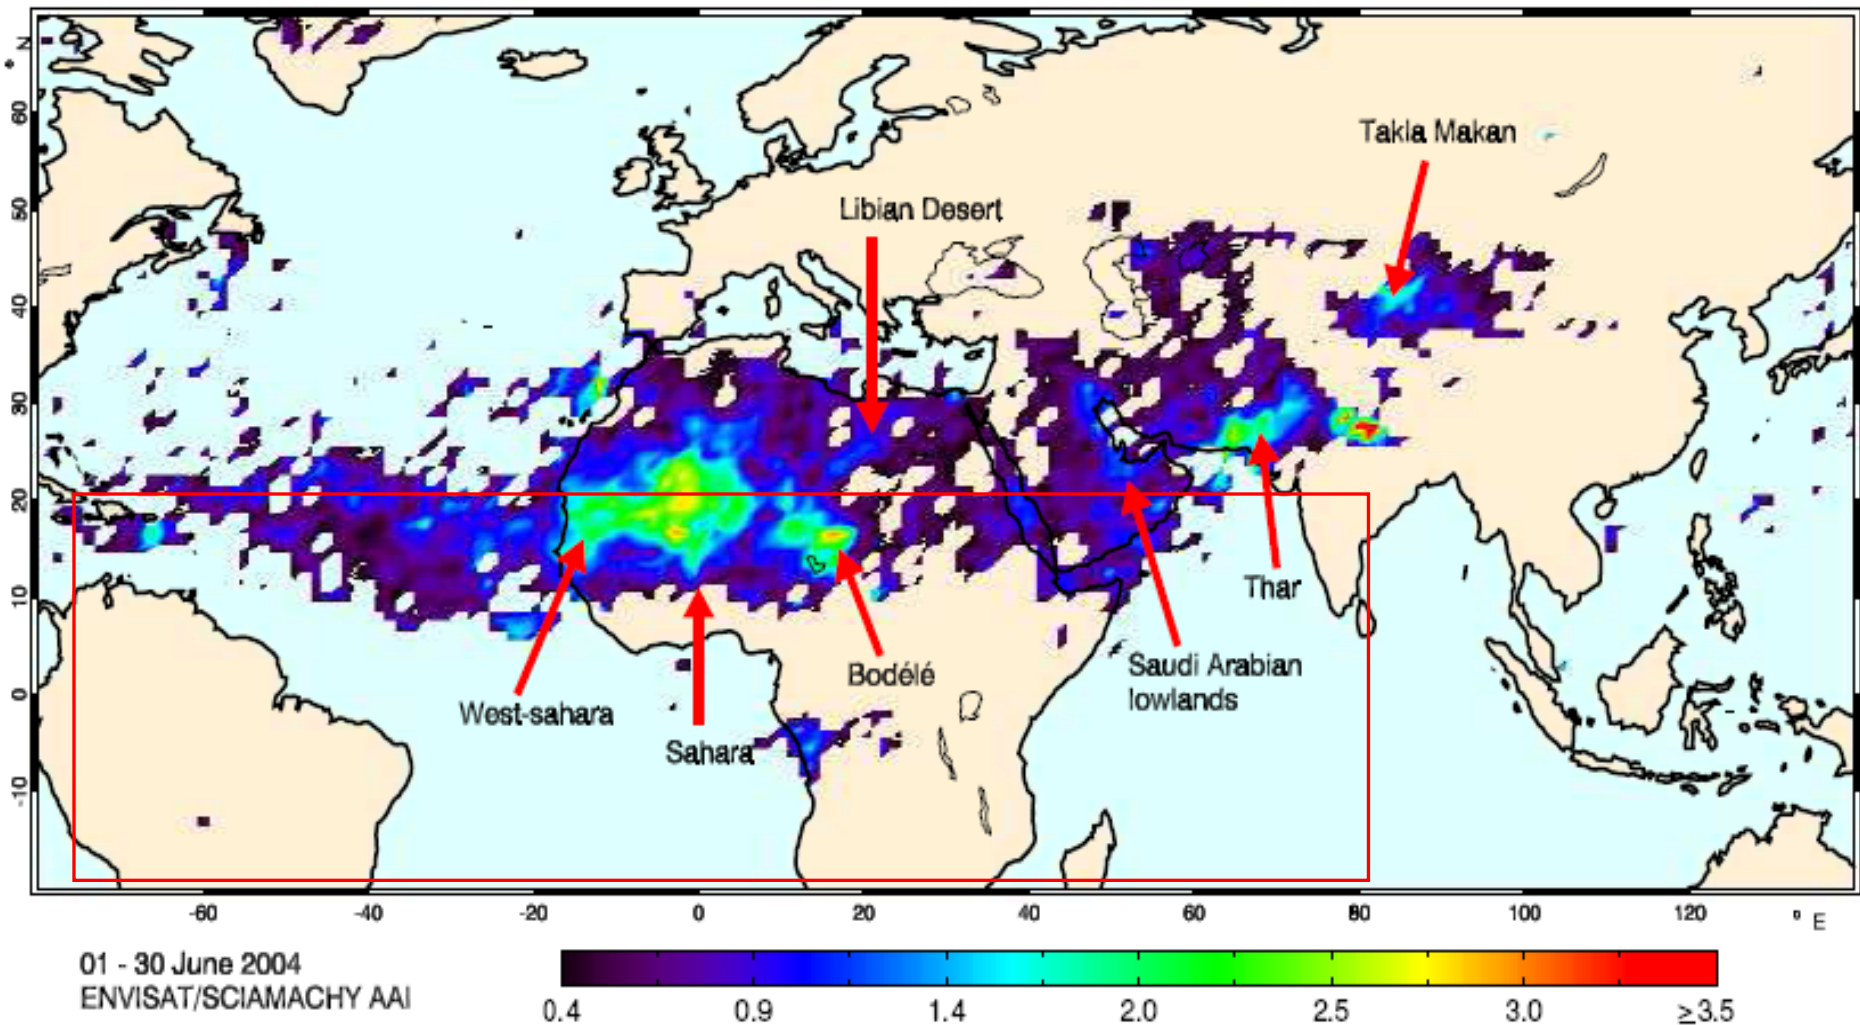 N
°
60
50
40
30
20
10
0
-10
Takla Makan
Libian Desert
Thar
Saudi Arabian
lowlands
Bodélé
West-sahara
Sahara
-60 -40 -20 0 20 40 60 80 100 120 ° E
01 - 30 June 2004
ENVISAT/SCIAMACHY AAI
0.4 0.9 1.4 2.0 2.5 3.0 ≥3.5